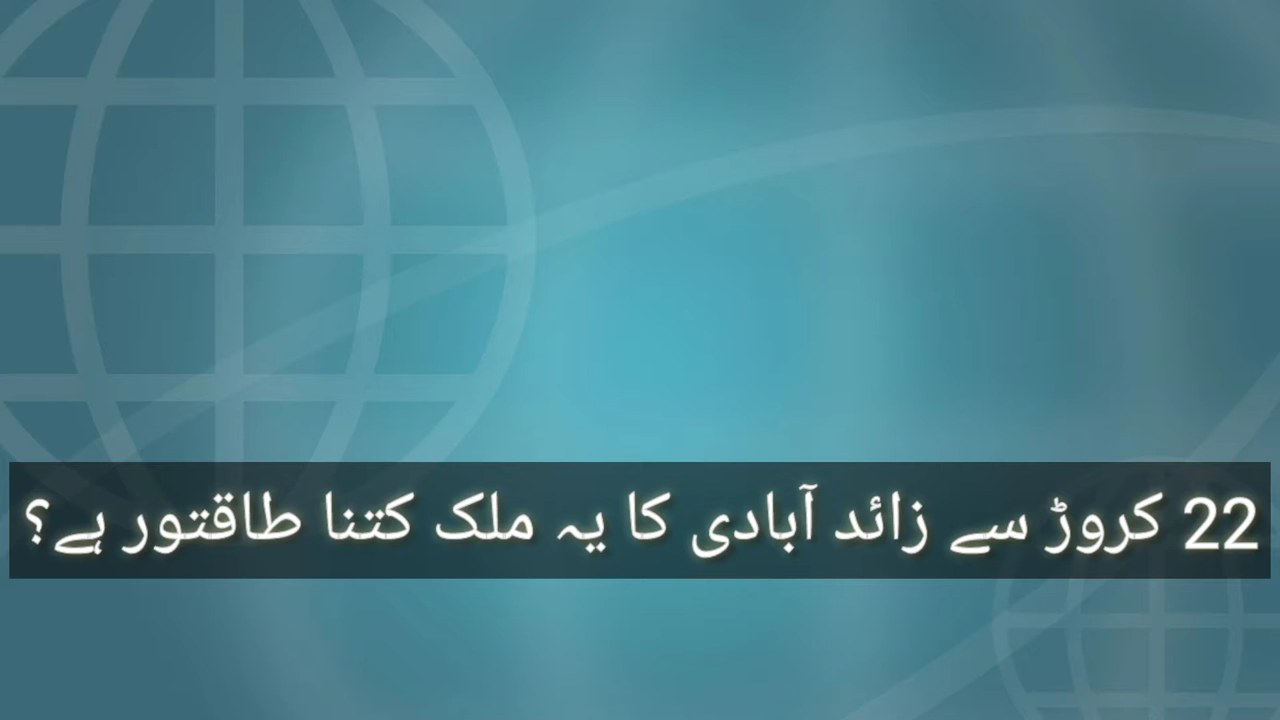 22 کروڑ سے زائد آبادی کا یہ ملک کتنا طاقتور ہے؟